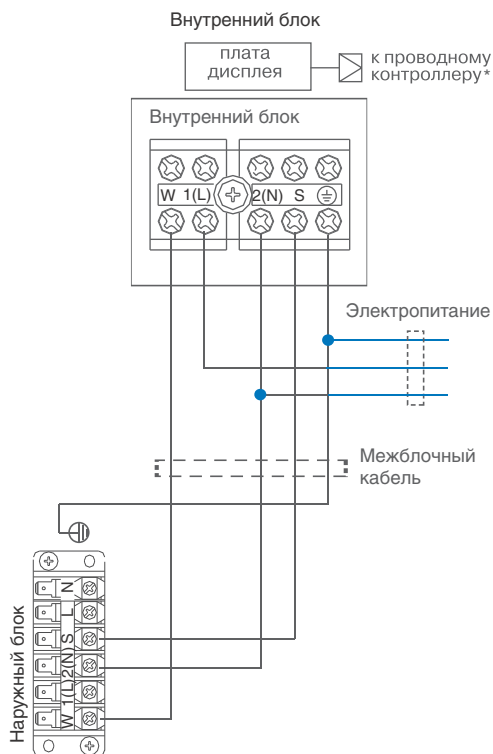 Внутренний блок
плата
дисплея
к проводному
контроллеру*
Внутренний блок
W 1(L) 2(N) S
Электропитание
Межблочный
кабель
Наружный блок
N
L
S
2(N)
1(L)
W